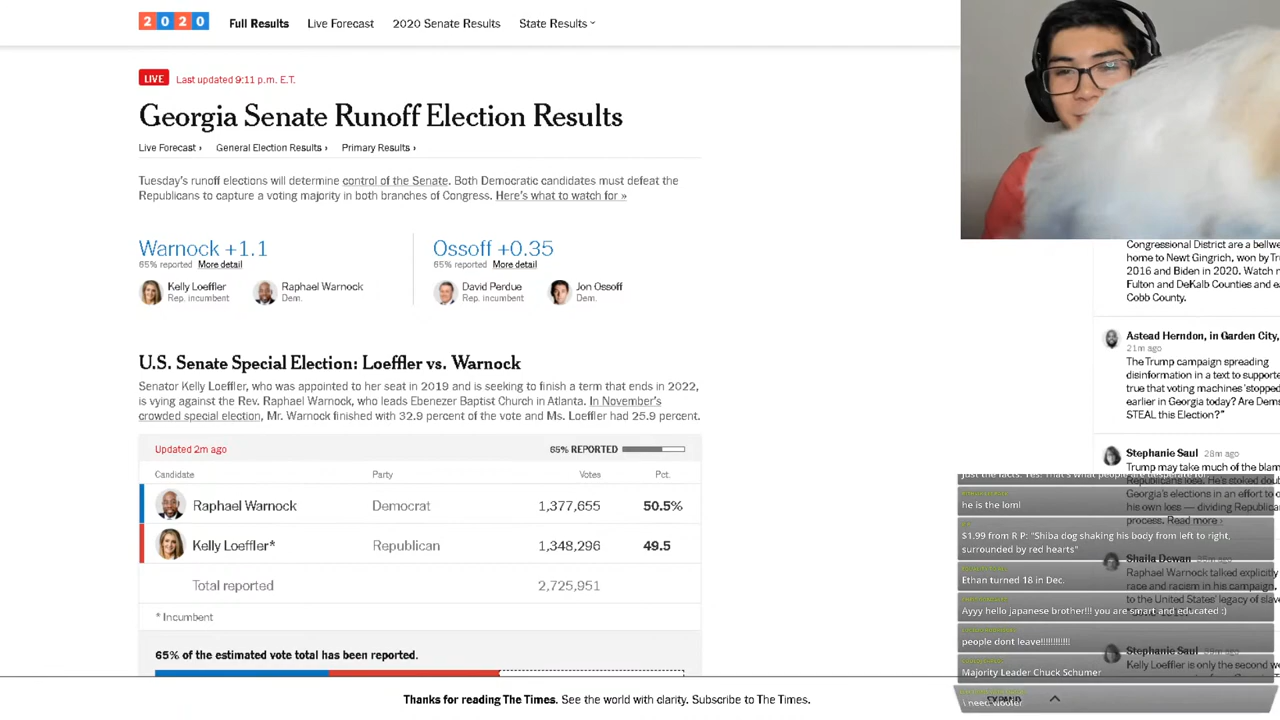 2020 Full Results Live Forecast 2020 Senate Results State Results
LIVE Last updated 9:11 p.m. E.T.
Georgia Senate Runoff Election Results
Live Forecast › General Election Results › Primary Results ›
Tuesday's runoff elections will determine control of the Senate. Both Democratic candidates must defeat the
Republicans to capture a voting majority in both branches of Congress. Here's what to watch for »
Warnock +1.1
65% reported More detail
Kelly Loeffler
Rep. incumbent
Raphael Warnock
Dem.
Ossoff +0.35
65% reported More detail
David Perdue
Rep. incumbent
Jon Ossoff
Dem.
U.S. Senate Special Election: Loeffler vs. Warnock
Senator Kelly Loeffler, who was appointed to her seat in 2019 and is seeking to finish a term that ends in 2022,
is vying against the Rev. Raphael Warnock, who leads Ebenezer Baptist Church in Atlanta. In November's
crowded special election, Mr. Warnock finished with 32.9 percent of the vote and Ms. Loeffler had 25.9 percent.
Updated 2m ago 65% REPORTED
Candidate Party Votes Pct.
Raphael Warnock Democrat 1,377,655 50.5%
Kelly Loeffler* Republican 1,348,296 49.5
Total reported 2,725,951
* Incumbent
65% of the estimated vote total has been reported.
Thanks for reading The Times. See the world with clarity. Subscribe to The Times.
Congressional District are a bellw
home to Newt Gingrich, won by Tr
2016 and Biden in 2020. Watch
Fulton and DeKalb Counties and ea
Cobb County.
Astead Herndon, in Garden City,
21m ago
The Trump campaign spreading
disinformation in a text to supporte
true that voting machines 'stopped
earlier in Georgia today? Are Dems
STEAL this Election?"
Stephanie Saul 28m ago
Trump may take much of the blam
Republicans lose. He's stoked dou
Georgia's elections in an effort to
his own loss — dividing Republica
process. Read more ›
Shaila Dewan
Raphael Warnock talked explicitly
race and racism in his campaign,
to the United States' legacy of slav
Stephanie Saul
Kelly Loeffler is only the second w
he is the lom!
$1.99 from R P: "Shiba dog shaking his body from left to right,
surrounded by red hearts"
Ethan turned 18 in Dec.
Ayyy hello japanese brother!!! you are smart and educated :)
people dont leave!!!!!!!!!!!
Majority Leader Chuck Schumer
EXPAND